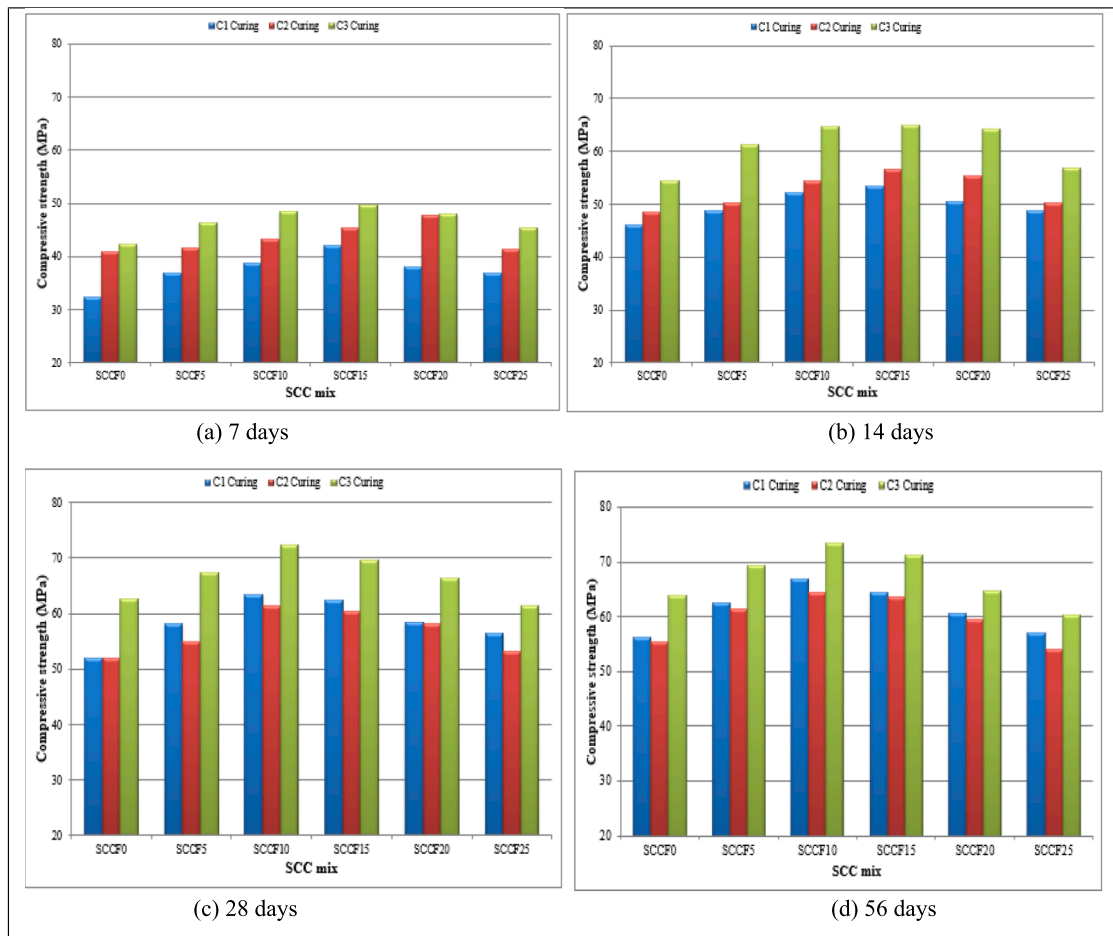 C1 Curing C2 Curing C3 Curing
80
70
60
50
40
30
20
Compressive strength (MPa)
SCCF0 SCCF5 SCCF10 SCCF15 SCCF20 SCCF25
SCC mix
(a) 7 days
C1 Curing C2 Curing C3 Curing
80
70
60
50
40
30
20
Compressive strength (MPa)
SCCF0 SCCF5 SCCF10 SCCF15 SCCF20 SCCF25
SCC mix
(b) 14 days
C1 Curing C2 Curing C3 Curing
80
70
60
50
40
30
20
Compressive strength (MPa)
SCCF0 SCCF5 SCCF10 SCCF15 SCCF20 SCCF25
SCC mix
(c) 28 days
C1 Curing C2 Curing C3 Curing
80
70
60
50
40
30
20
Compressive strength (MPa)
SCCF0 SCCF5 SCCF10 SCCF15 SCCF20 SCCF25
SCC mix
(d) 56 days